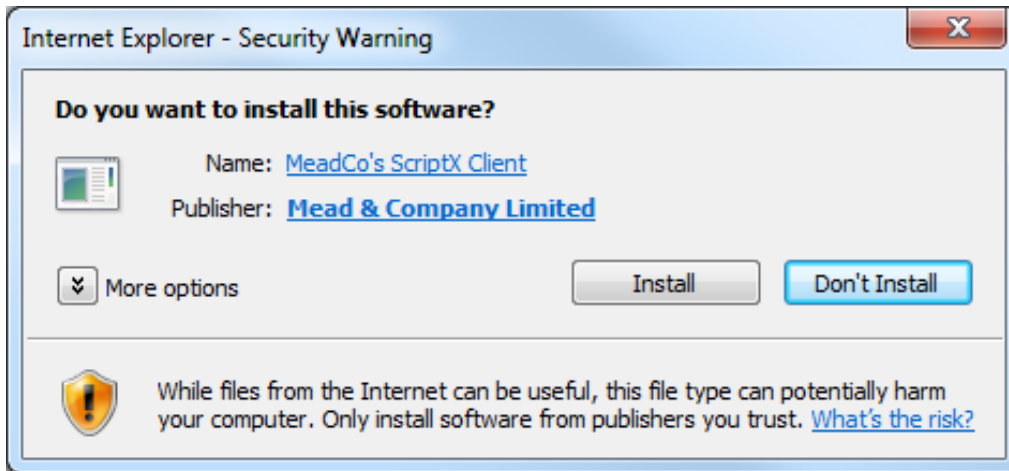 Internet Explorer - Security Warning
Do you want to install this software?
Name: MeadCo's ScriptX Client
Publisher: Mead & Company Limited
More options
Install
Don't Install
While files from the Internet can be useful, this file type can potentially harm
your computer. Only install software from publishers you trust. What's the risk?